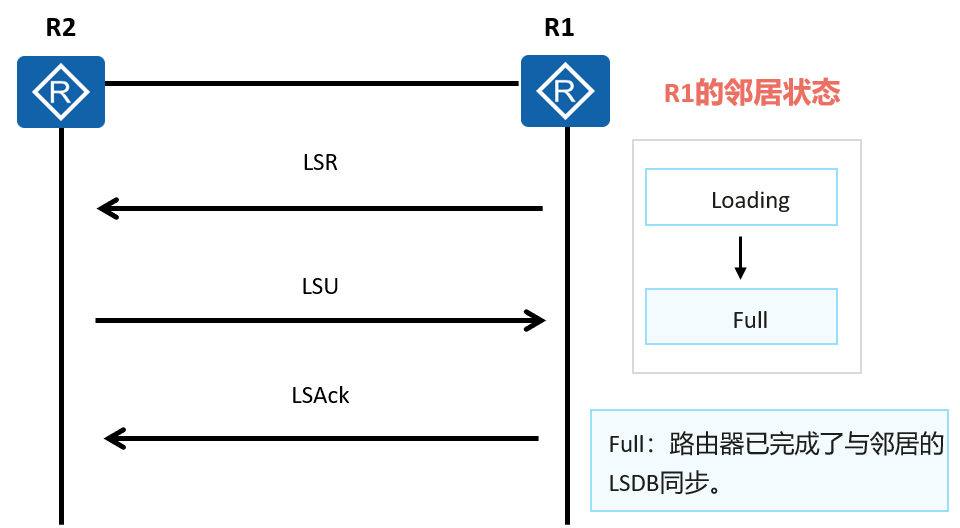 R2
R1
R
R
R1的邻居状态
LSR
Loading
LSU
Full
LSAck
Full：路由器已完成了与邻居的
LSDB同步。